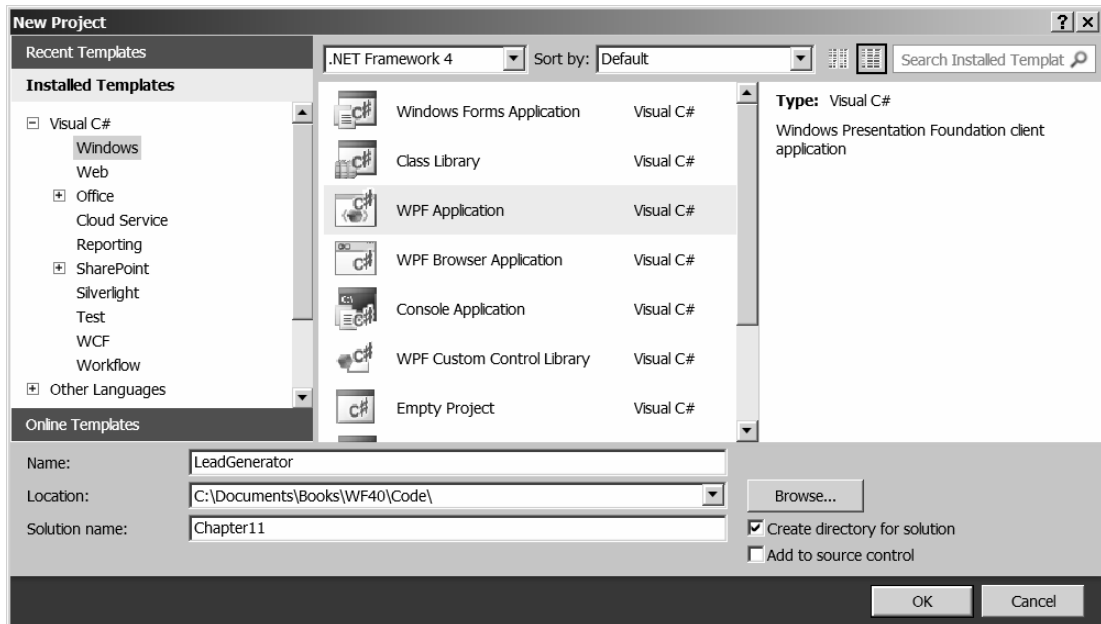 New Project
Recent Templates
.NET Framework 4
Sort by:
Default
Search Installed Templat
Installed Templates
Visual C#
Windows
Web
Office
Cloud Service
Reporting
SharePoint
Silverlight
Test
WCF
Workflow
Other Languages
Online Templates
Windows Forms Application Visual C#
Class Library Visual C#
WPF Application Visual C#
WPF Browser Application Visual C#
Console Application Visual C#
WPF Custom Control Library Visual C#
Empty Project Visual C#
Type: Visual C#
Windows Presentation Foundation client
application
Name: LeadGenerator
Location: C:\Documents\Books\WF40\Code\
Browse...
Solution name: Chapter11
Create directory for solution
Add to source control
OK
Cancel